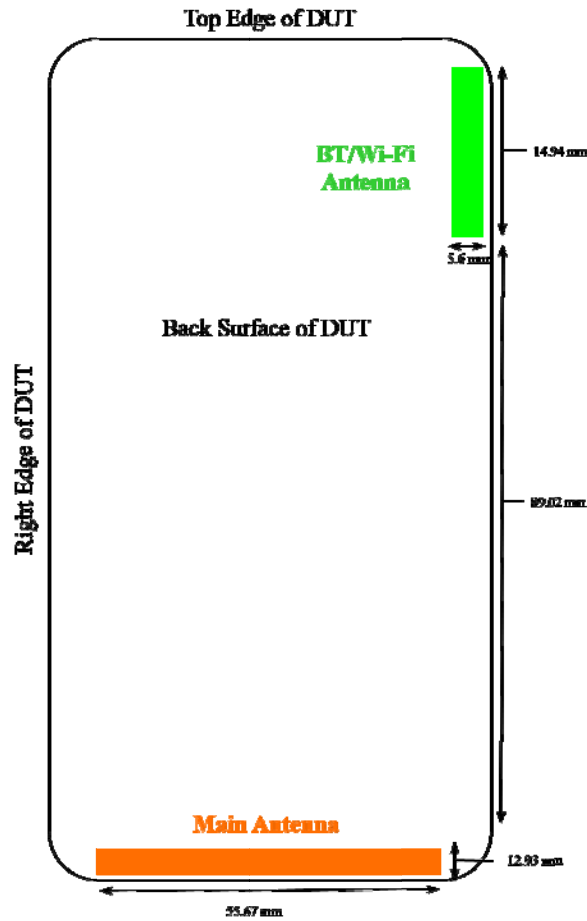 Top Edge of DUT
BT/Wi-Fi
Antenna
14.94 mm
5.6 mm
Back Surface of DUT
Right Edge of DUT
89.02 mm
Main Antenna
12.93 mm
55.67 mm